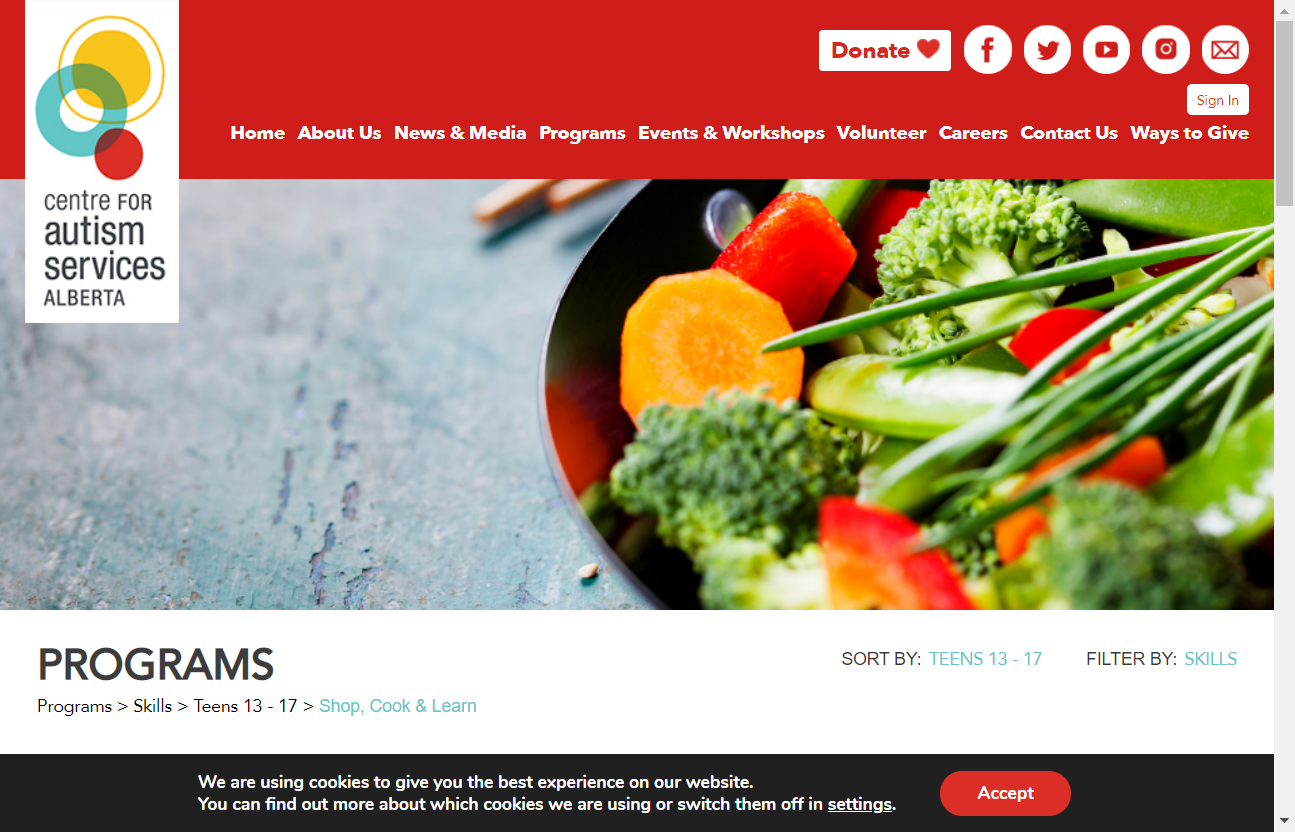 centre FOR
autism
services
ALBERTA
Donate
Sign In
Home About Us News & Media Programs Events & Workshops Volunteer Careers Contact Us Ways to Give
PROGRAMS
SORT BY: TEENS 13 - 17 FILTER BY: SKILLS
Programs > Skills > Teens 13 - 17 > Shop, Cook & Learn
We are using cookies to give you the best experience on our website.
You can find out more about which cookies we are using or switch them off in settings.
Accept